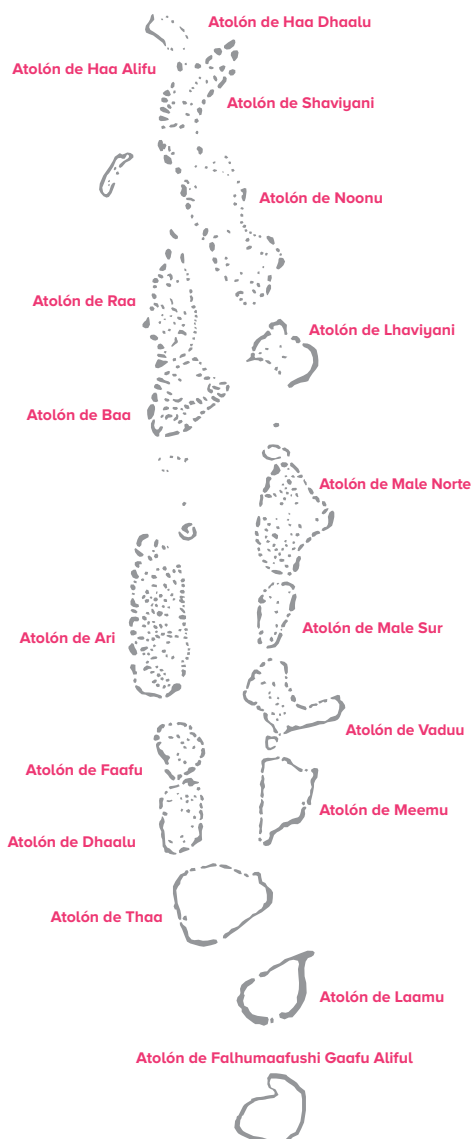 Atolón de Haa Dhaalu
Atolón de Haa Alifu
Atolón de Shaviyani
Atolón de Noonu
Atolón de Raa
Atolón de Lhaviyani
Atolón de Baa
Atolón de Male Norte
Atolón de Male Sur
Atolón de Ari
Atolón de Vaduu
Atolón de Faafu
Atolón de Meemu
Atolón de Dhaalu
Atolón de Thaa
Atolón de Laamu
Atolón de Falhumaafushi Gaafu Aliful